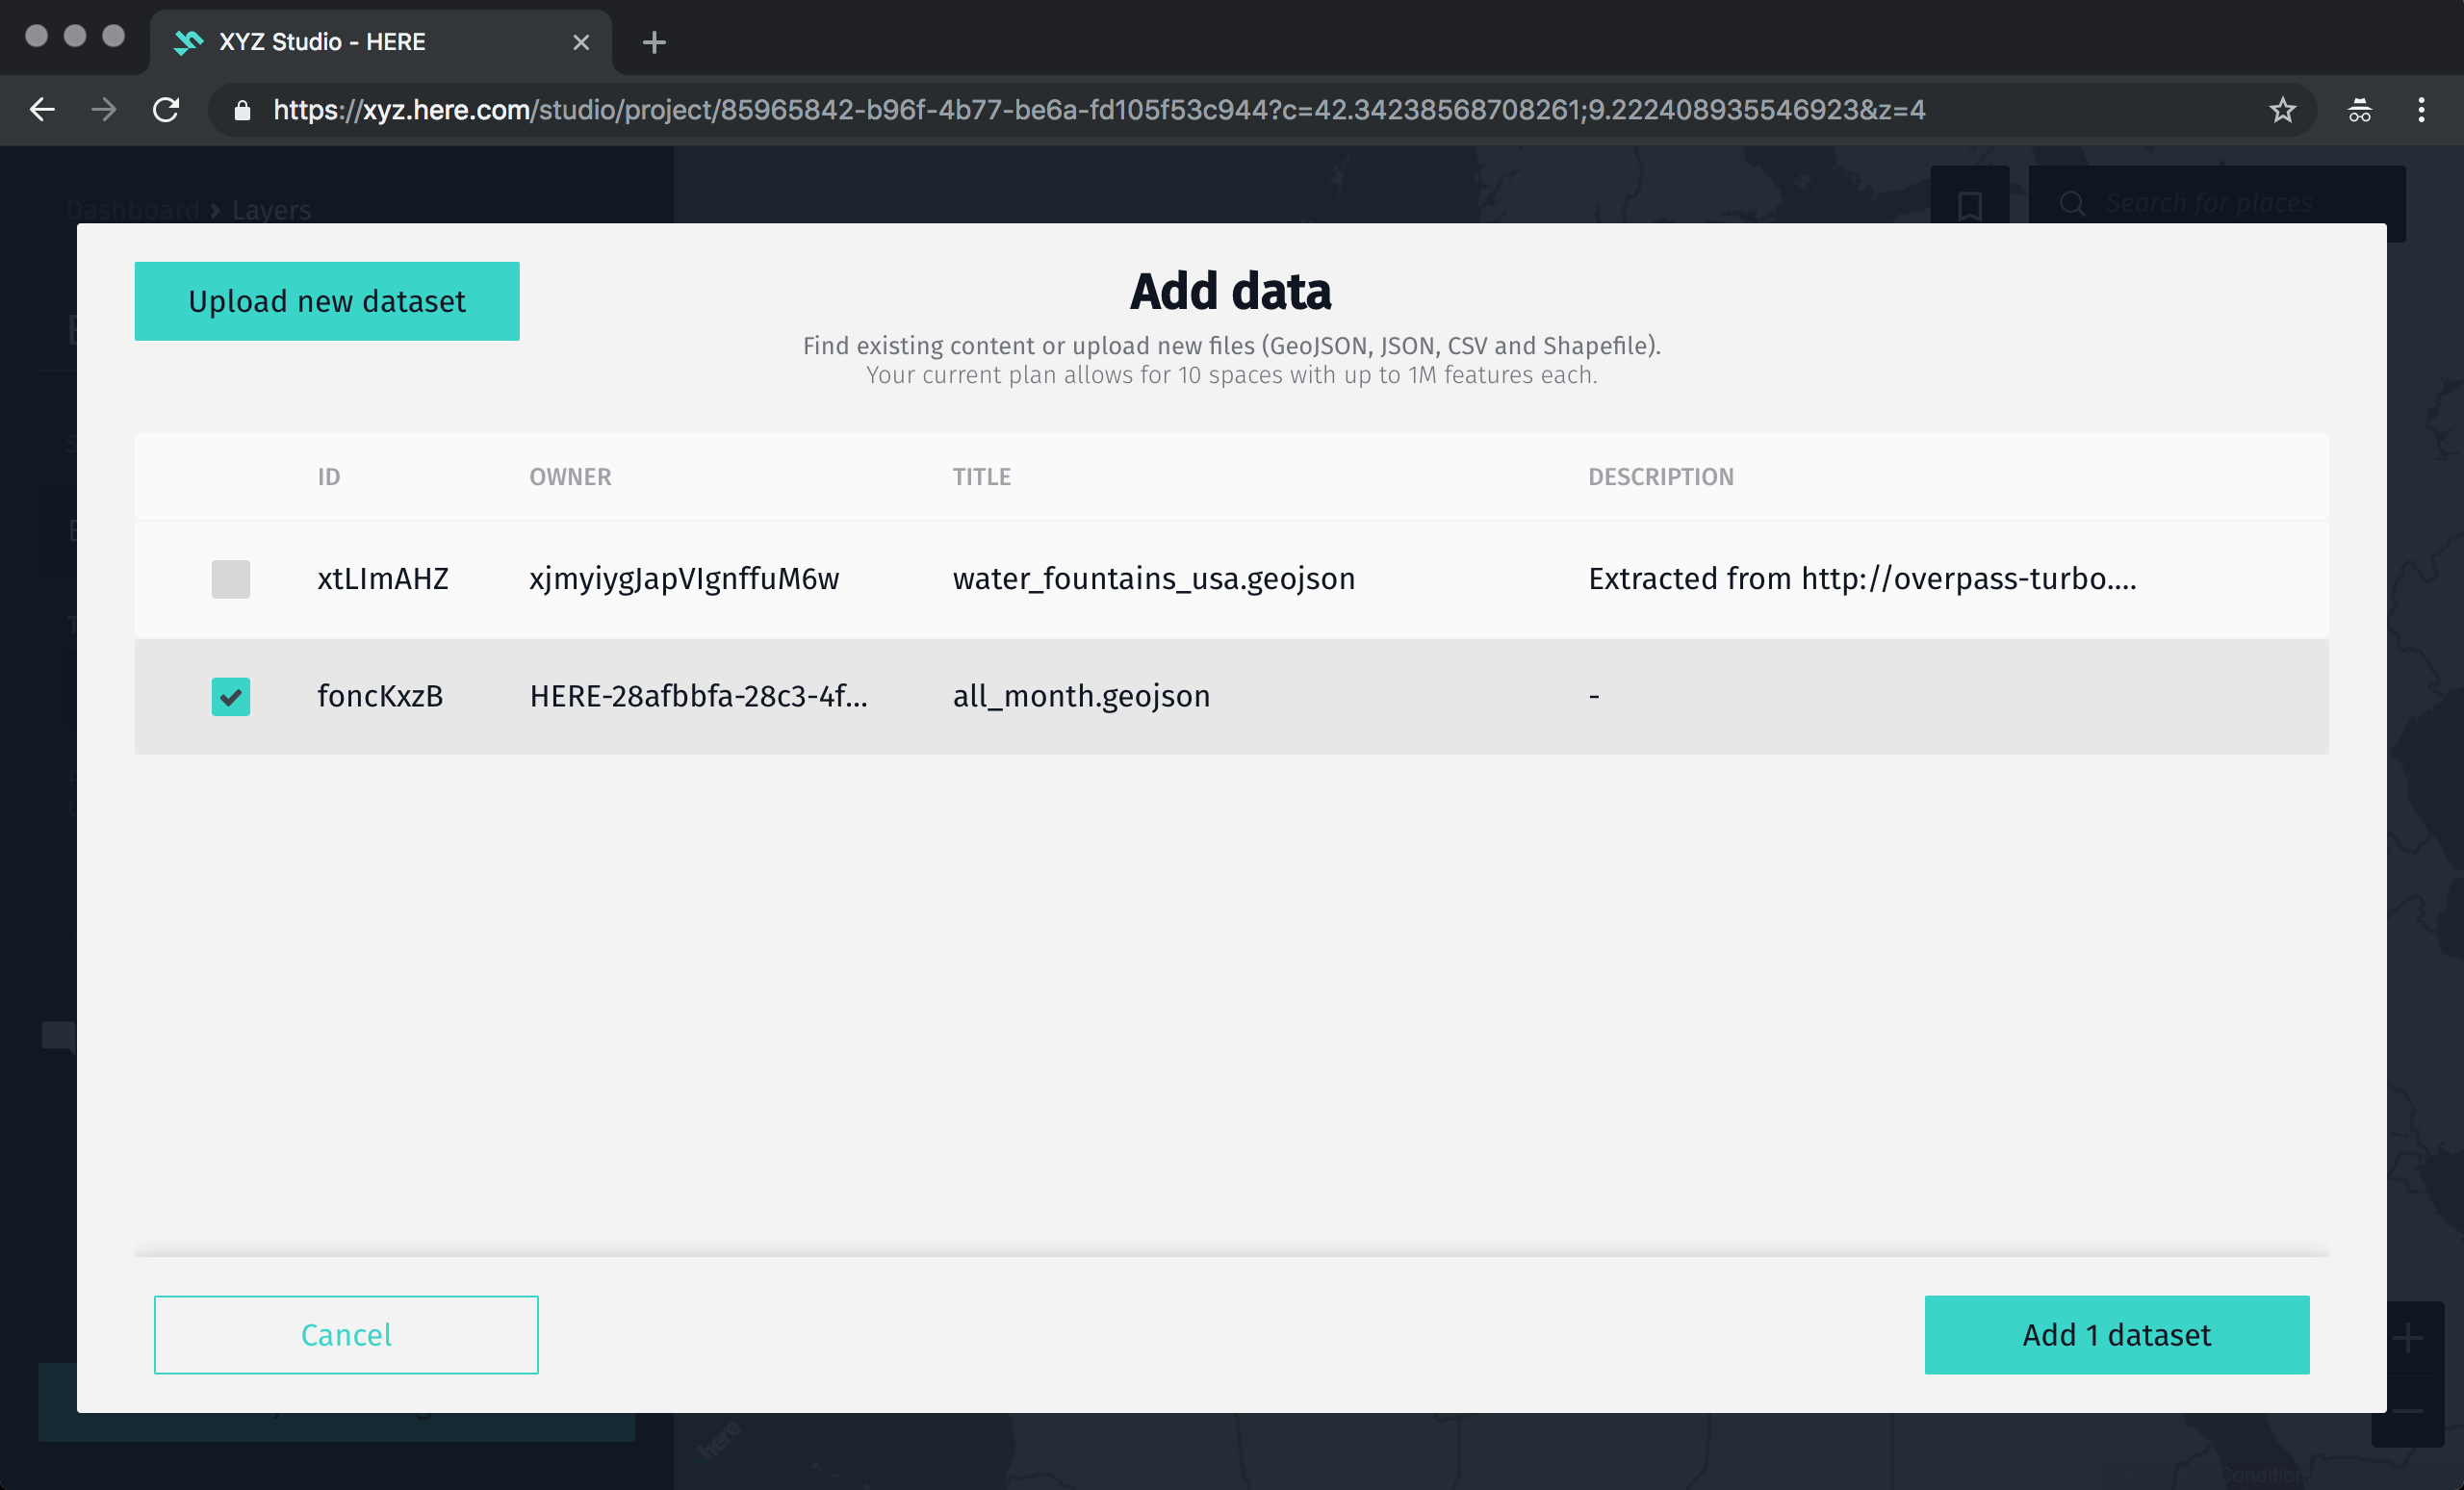 XYZ Studio - HERE
https://xyz.here.com/studio/project/85965842-b96f-4b77-be6a-fd105f53c944?c=42.34238568708261;9.222408935546923&z=4
Dashboard > Layers
Search for places
Upload new dataset
Add data
Find existing content or upload new files (GeoJSON, JSON, CSV and Shapefile).
Your current plan allows for 10 spaces with up to 1M features each.
ID OWNER TITLE DESCRIPTION
xtLImAHZ xjmyiygJapVIgnffuM6w water_fountains_usa.geojson Extracted from http://overpass-turbo....
foncKxzB HERE-28afbbfa-28c3-4f... all_month.geojson -
Cancel
Add 1 dataset
here